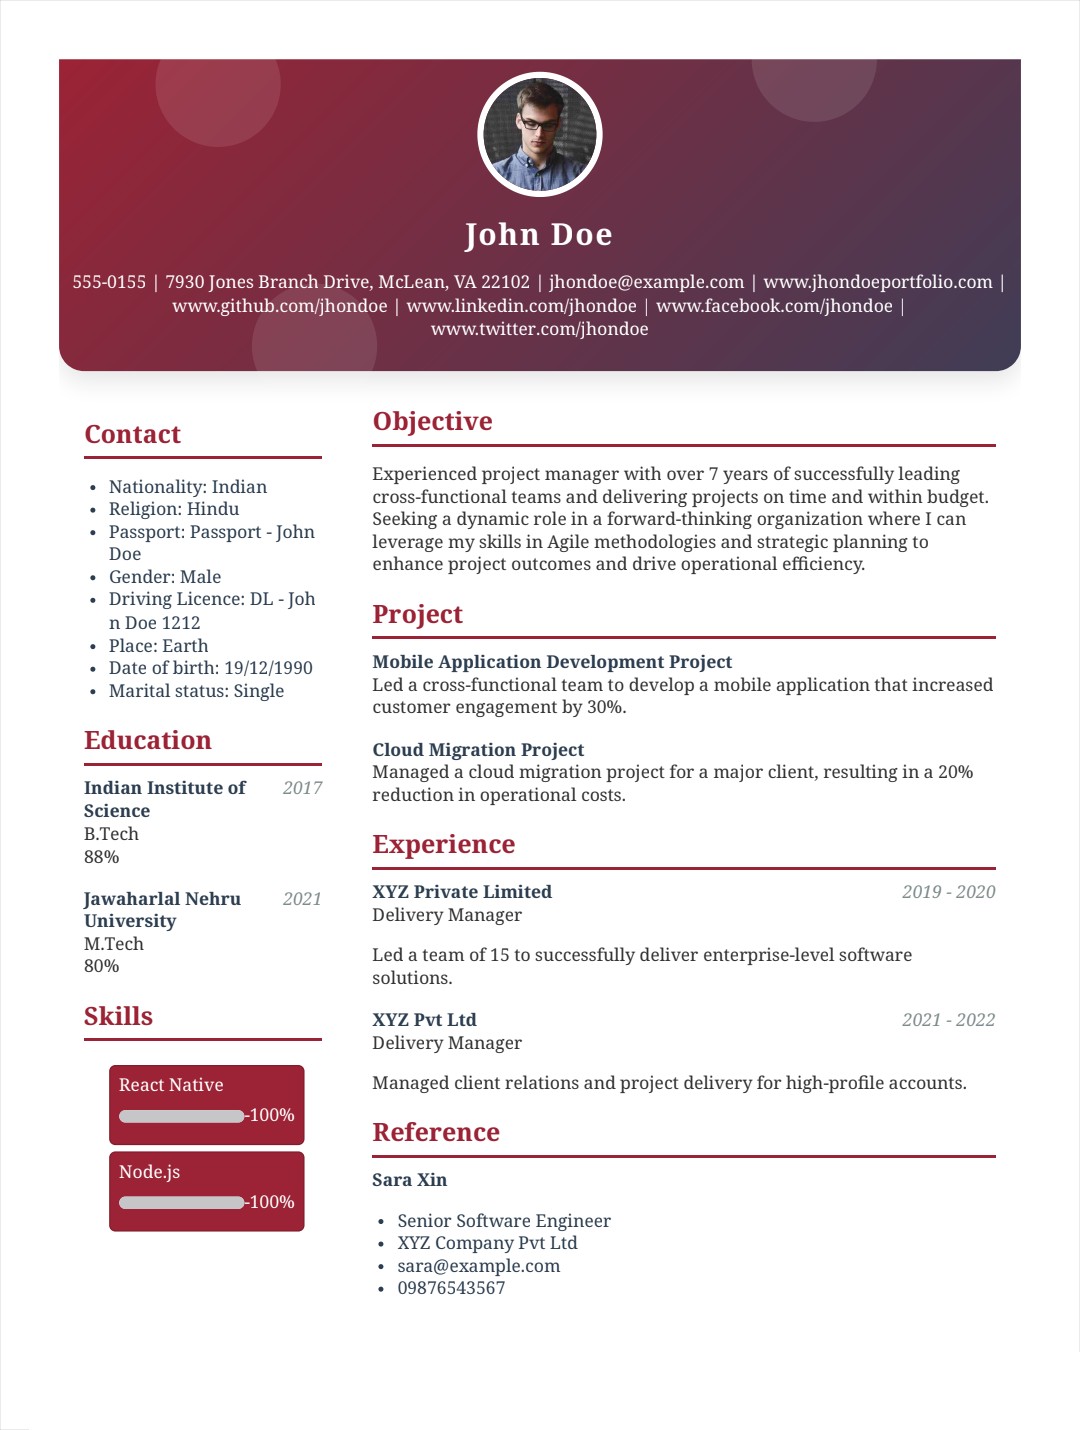 John Doe
555-0155 | 7930 Jones Branch Drive, McLean, VA 22102 | jhondoe@example.com | www.jhondoeportfolio.com |
www.github.com/jhondoe | www.linkedin.com/jhondoe | www.facebook.com/jhondoe |
www.twitter.com/jhondoe
Contact
• Nationality: Indian
• Religion: Hindu
• Passport: Passport - John
Doe
• Gender: Male
• Driving Licence: DL - Joh
n Doe 1212
• Place: Earth
• Date of birth: 19/12/1990
• Marital status: Single
Education
Indian Institute of 2017
Science
B.Tech
88%
Jawaharlal Nehru 2021
University
M.Tech
80%
Skills
React Native
-100%
Node.js
-100%
Objective
Experienced project manager with over 7 years of successfully leading
cross-functional teams and delivering projects on time and within budget.
Seeking a dynamic role in a forward-thinking organization where I can
leverage my skills in Agile methodologies and strategic planning to
enhance project outcomes and drive operational efficiency.
Project
Mobile Application Development Project
Led a cross-functional team to develop a mobile application that increased
customer engagement by 30%.
Cloud Migration Project
Managed a cloud migration project for a major client, resulting in a 20%
reduction in operational costs.
Experience
XYZ Private Limited 2019 - 2020
Delivery Manager
Led a team of 15 to successfully deliver enterprise-level software
solutions.
XYZ Pvt Ltd 2021 - 2022
Delivery Manager
Managed client relations and project delivery for high-profile accounts.
Reference
Sara Xin
• Senior Software Engineer
• XYZ Company Pvt Ltd
• sara@example.com
• 09876543567